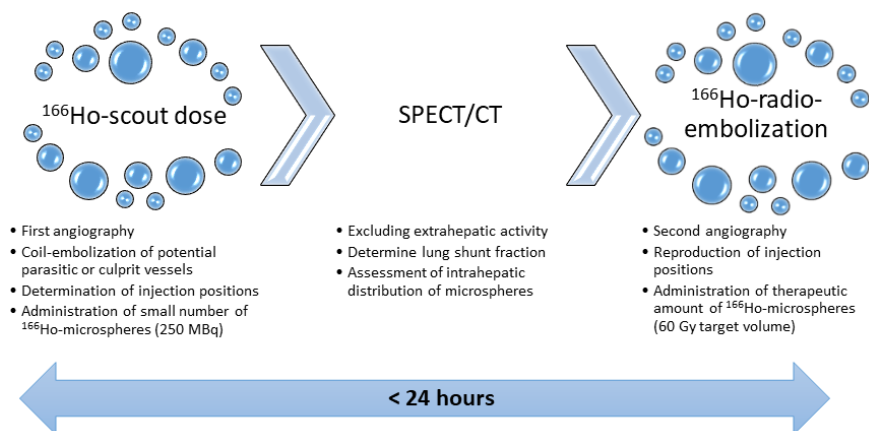 ¹⁶⁶Ho-scout dose
SPECT/CT
¹⁶⁶Ho-radio-
embolization
• First angiography
• Coil-embolization of potential
parasitic or culprit vessels
• Determination of injection positions
• Administration of small number of
¹⁶⁶Ho-microspheres (250 MBq)
• Excluding extrahepatic activity
• Determine lung shunt fraction
• Assessment of intrahepatic
distribution of microspheres
• Second angiography
• Reproduction of injection
positions
• Administration of therapeutic
amount of ¹⁶⁶Ho-microspheres
(60 Gy target volume)
< 24 hours